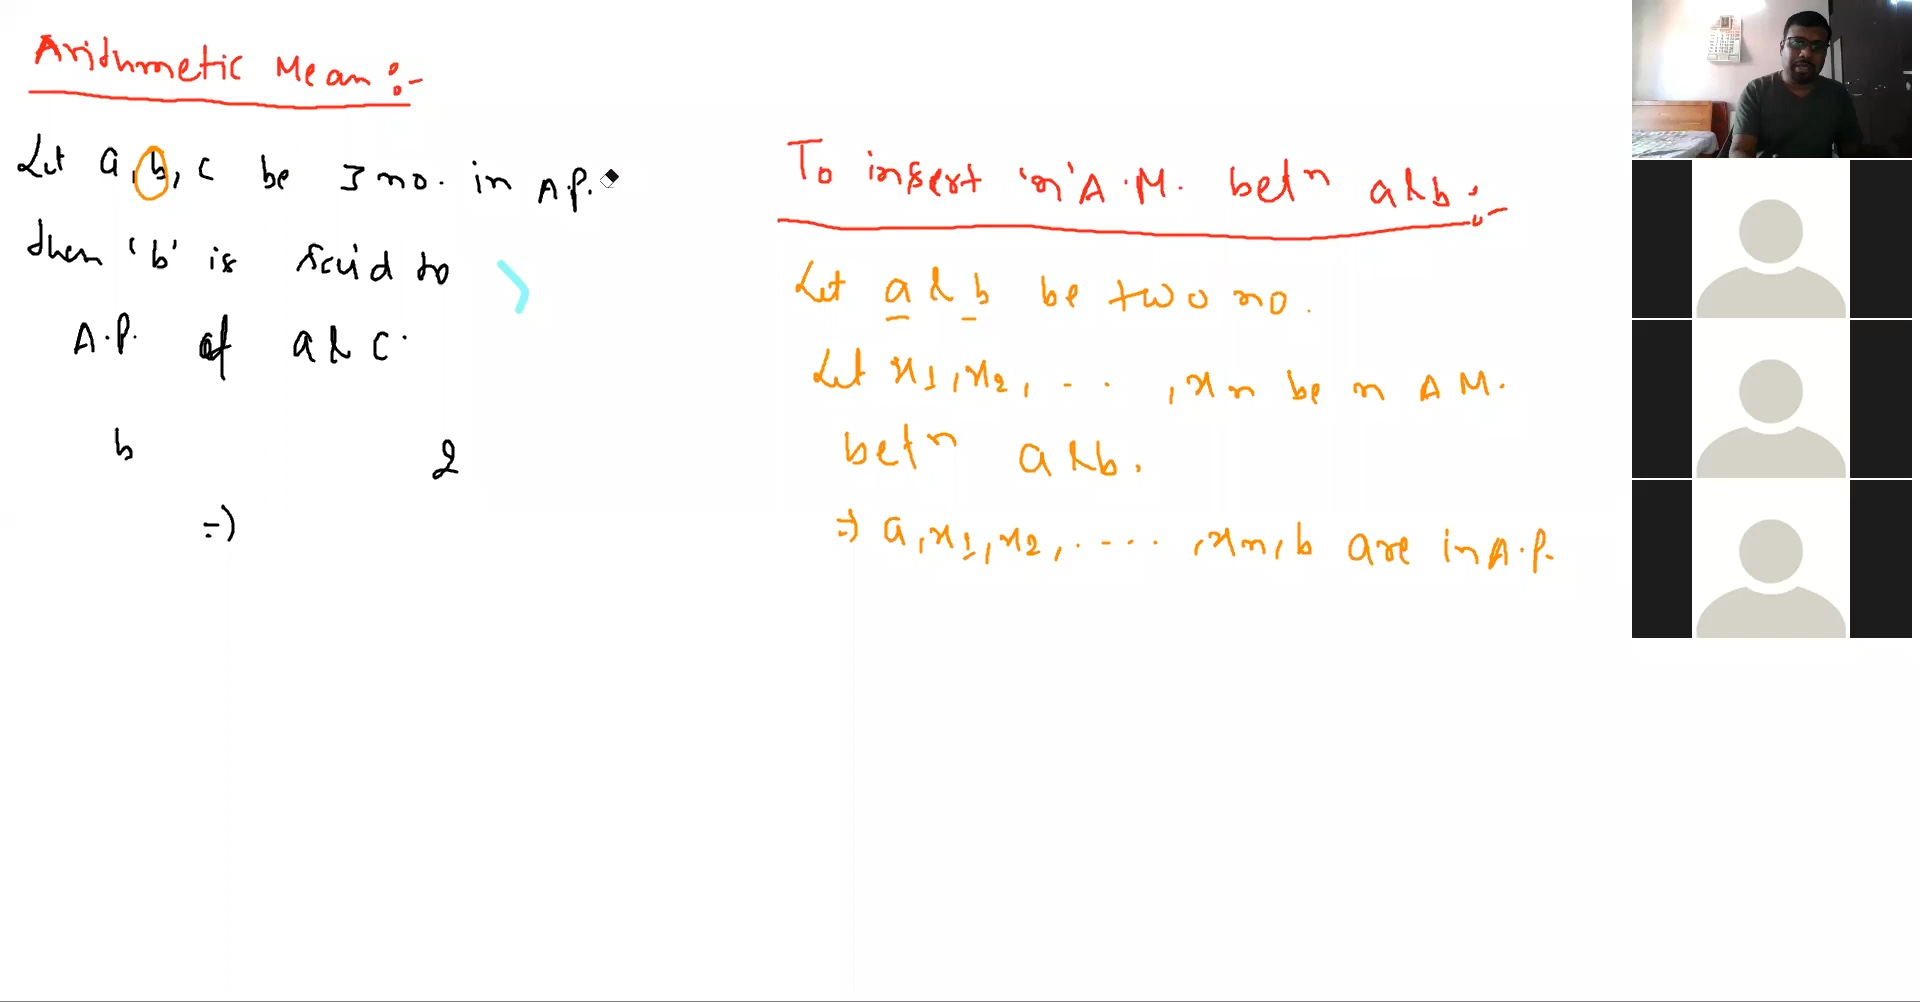 Arithmetic Mean :-
Let a, b, c be 3 no. in A.P.
then 'b' is said to
A.P. of a & c.
b 2
=>
To insert 'n' A.M. betⁿ a & b :-
Let a & b be two no.
Let x1, x2, - - - , xn be n A M.
betⁿ a & b.
=> a, x1, x2, . - - - . , xn, b are in A.P.